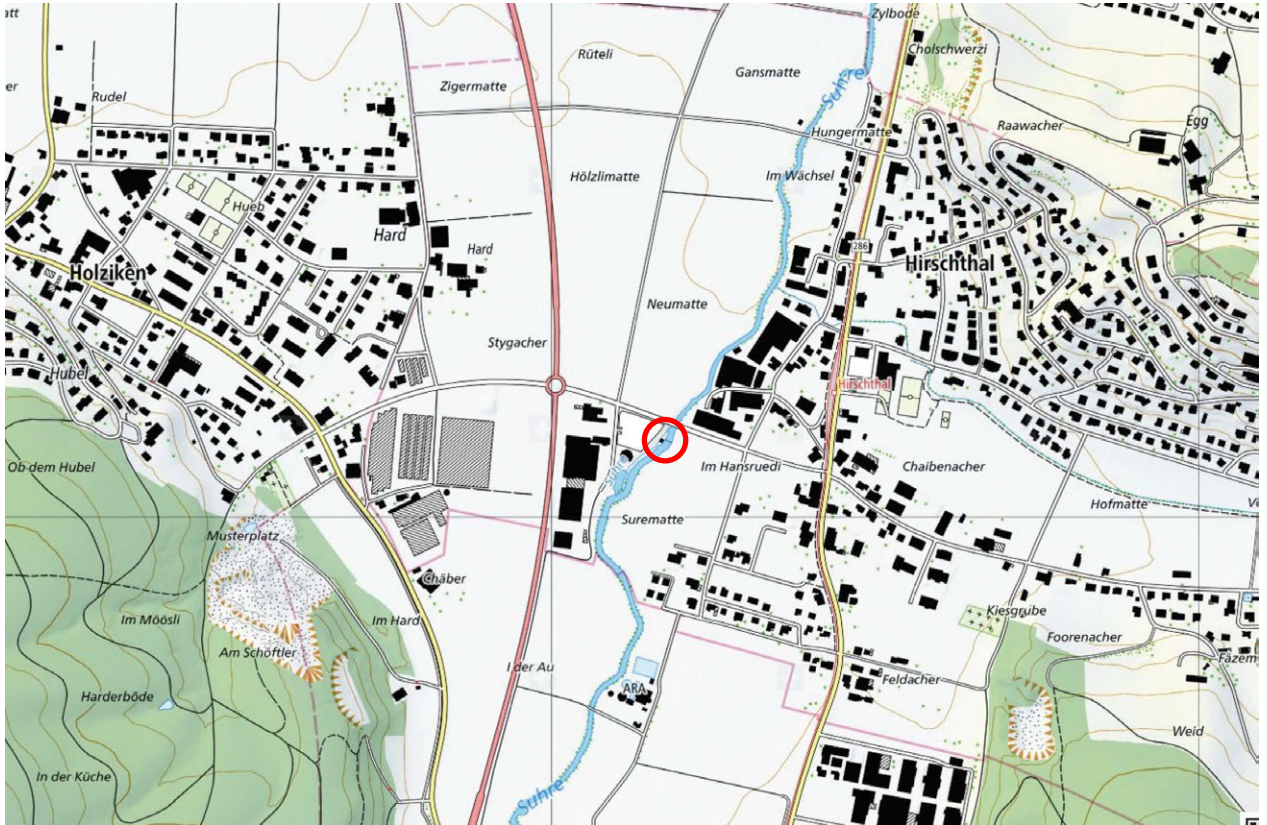 Zylbode
Rüteli
Cholschwerzi
Gansmatte
Zigermatte
Suhre
Rudel
Egg
Raawacher
Hungermatte
Hölzlimatte
Im Wächsel
Hueb
Hard
Hard
286
Hirschthal
Holziken
Neumatte
Stygacher
Hubel
Hirschthal
Ob dem Hubel
Im Hansruedi
Chaibenacher
Hofmatte
Surematte
Musterplatz
Chäber
Kiesgrube
Im Möösli
Im Hard
Foorenacher
Am Schöftler
I der Au
ARA
Feldacher
Harderböde
Weid
In der Küche
Suhre